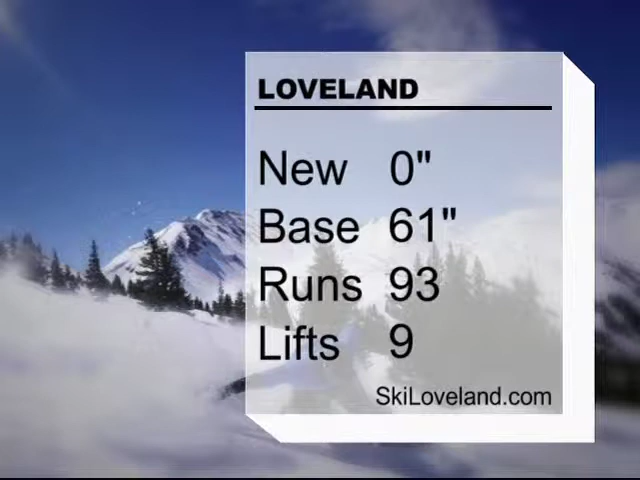 LOVELAND
New 0"
Base 61"
Runs 93
Lifts 9
SkiLoveland.com